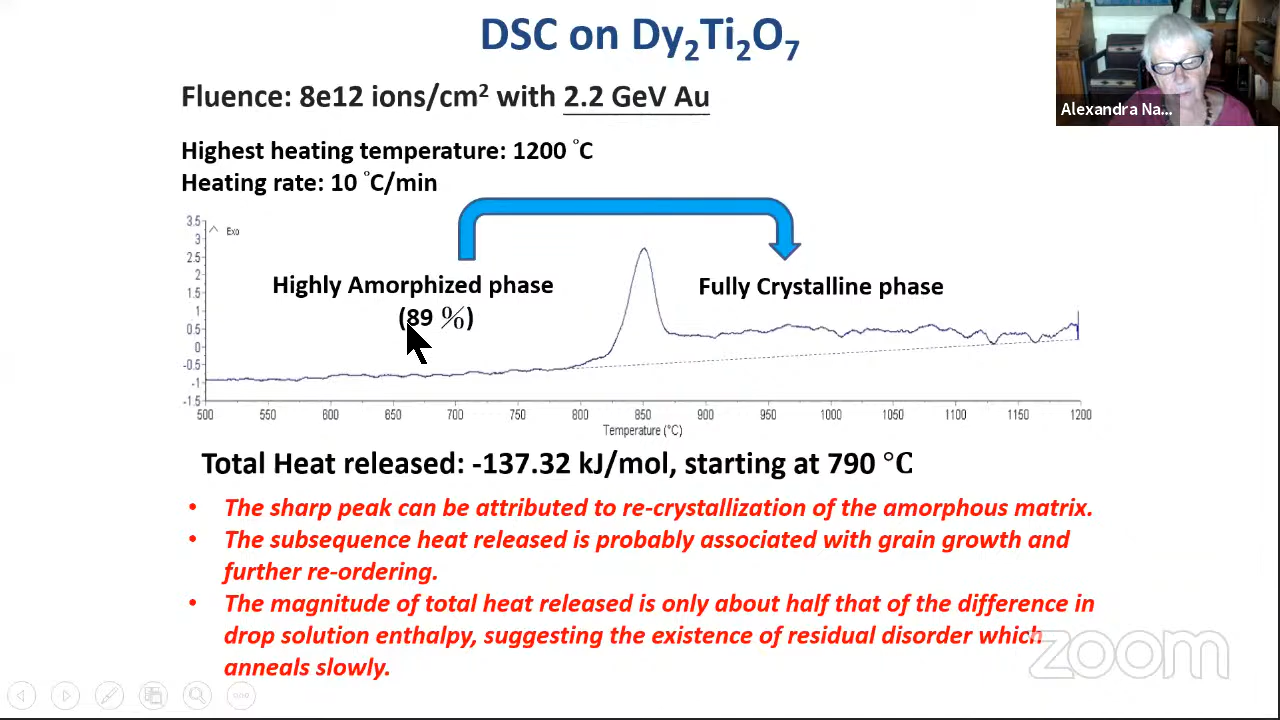 DSC on Dy₂Ti₂O₇
Alexandra Na...
Fluence: 8e12 ions/cm² with 2.2 GeV Au
Highest heating temperature: 1200 °C
Heating rate: 10 °C/min
3.5
3
2.5
2
1.5
1
0.5
0
-0.5
-1
-1.5
Exo
Highly Amorphized phase
(89 %)
Fully Crystalline phase
500 550 600 650 700 750 800 850 900 950 1000 1050 1100 1150 1200
Temperature (°C)
Total Heat released: -137.32 kJ/mol, starting at 790 °C
• The sharp peak can be attributed to re-crystallization of the amorphous matrix.
• The subsequence heat released is probably associated with grain growth and
further re-ordering.
• The magnitude of total heat released is only about half that of the difference in
drop solution enthalpy, suggesting the existence of residual disorder which
anneals slowly.
zoom